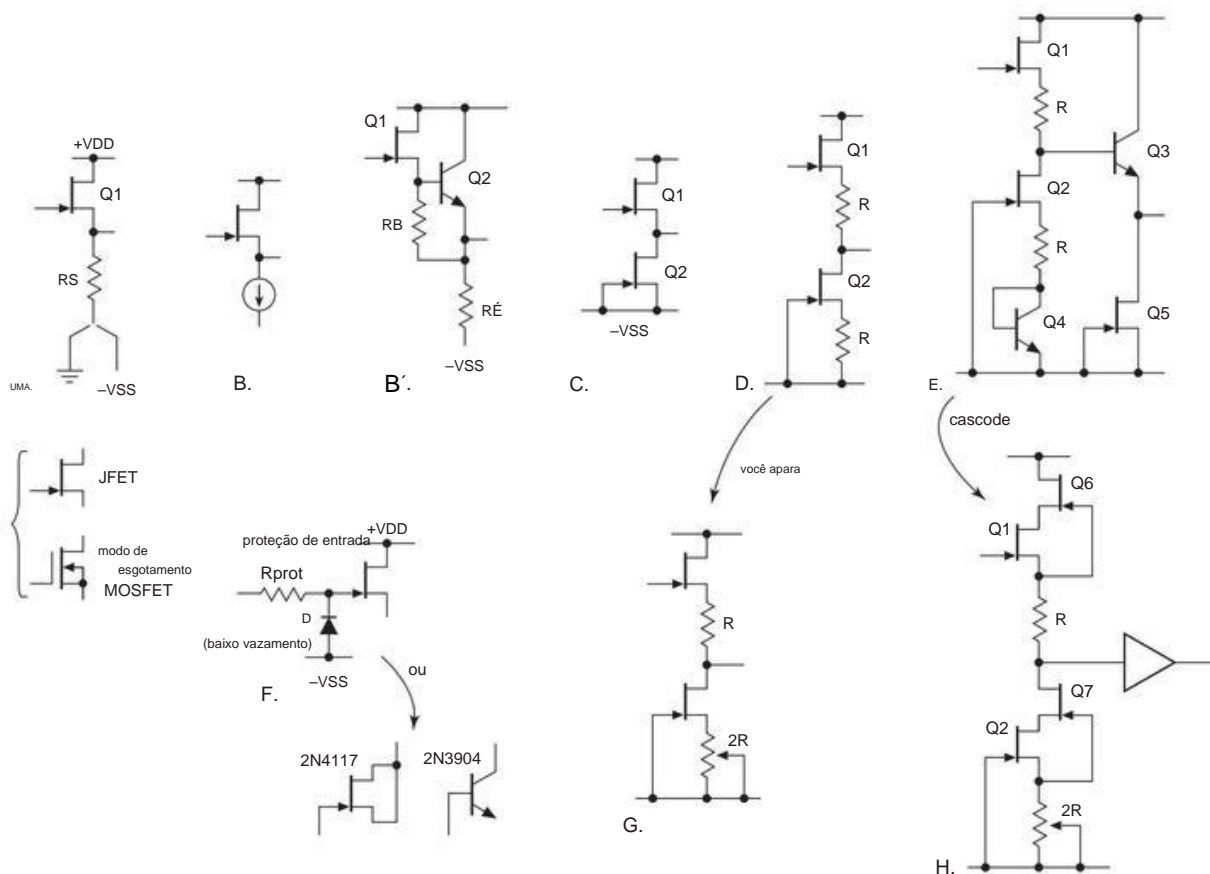 +VDD
Q1
RS
–VSS
UMA.
B.
Q1
Q2
RB
RÉ
–VSS
B´.
Q1
Q2
–VSS
C.
Q1
R
Q2
R
D.
Q1
R
Q3
Q2
R
Q4
Q5
E.
JFET
modo de
esgotamento
MOSFET
proteção de entrada
+VDD
Rprot
D
(baixo vazamento)
–VSS
F.
ou
2N4117
2N3904
você apara
R
2R
G.
cascode
Q6
Q1
R
Q7
Q2
2R
H.